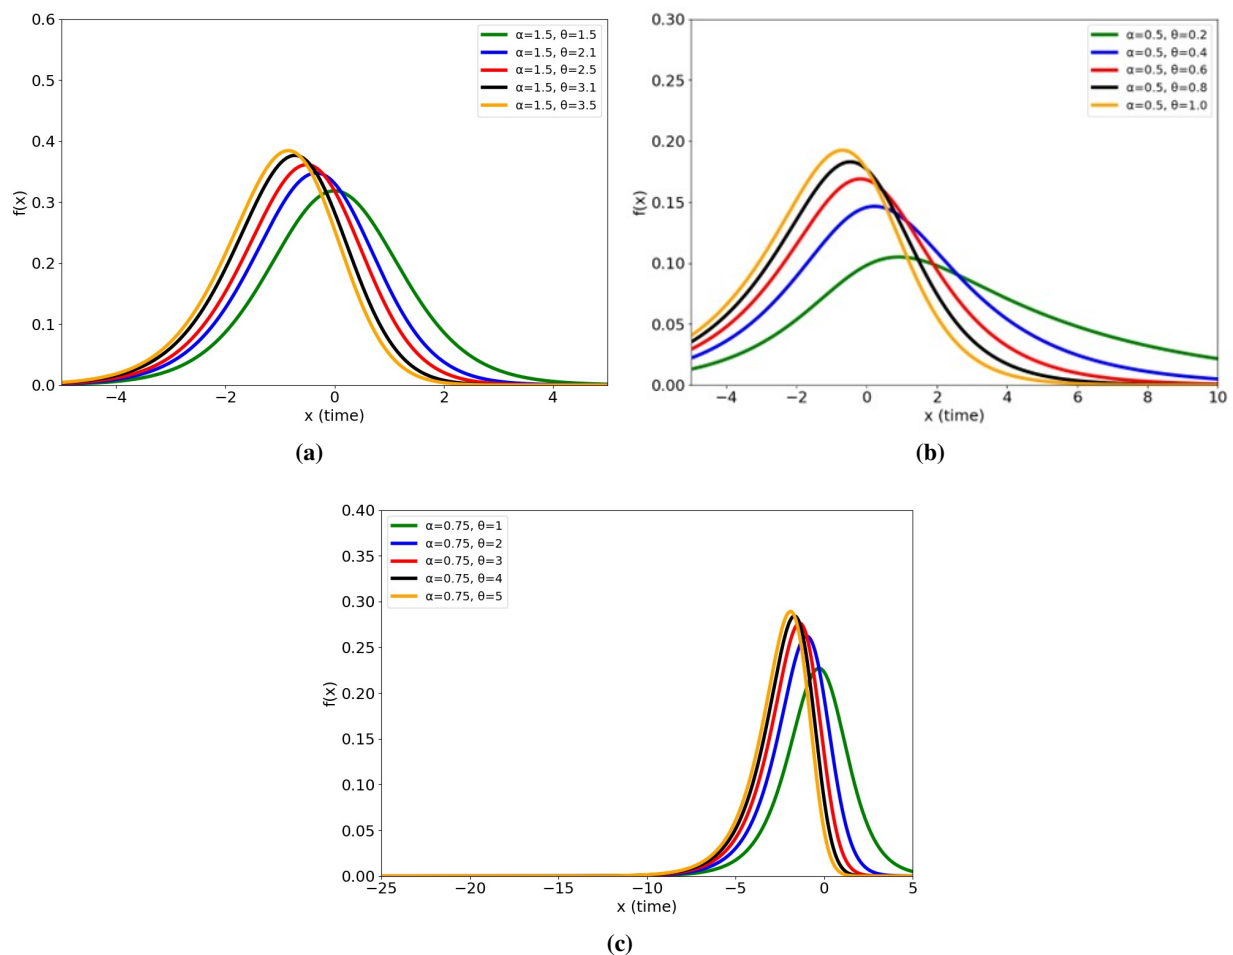 0.6
0.5
0.4
0.3
0.2
0.1
0.0
f(x)
−4 −2 0 2 4
x (time)
α=1.5, θ=1.5
α=1.5, θ=2.1
α=1.5, θ=2.5
α=1.5, θ=3.1
α=1.5, θ=3.5
(a)
0.30
0.25
0.20
0.15
0.10
0.05
0.00
f(x)
−4 −2 0 2 4 6 8 10
x (time)
α=0.5, θ=0.2
α=0.5, θ=0.4
α=0.5, θ=0.6
α=0.5, θ=0.8
α=0.5, θ=1.0
(b)
0.40
0.35
0.30
0.25
0.20
0.15
0.10
0.05
0.00
f(x)
−25 −20 −15 −10 −5 0 5
x (time)
α=0.75, θ=1
α=0.75, θ=2
α=0.75, θ=3
α=0.75, θ=4
α=0.75, θ=5
(c)